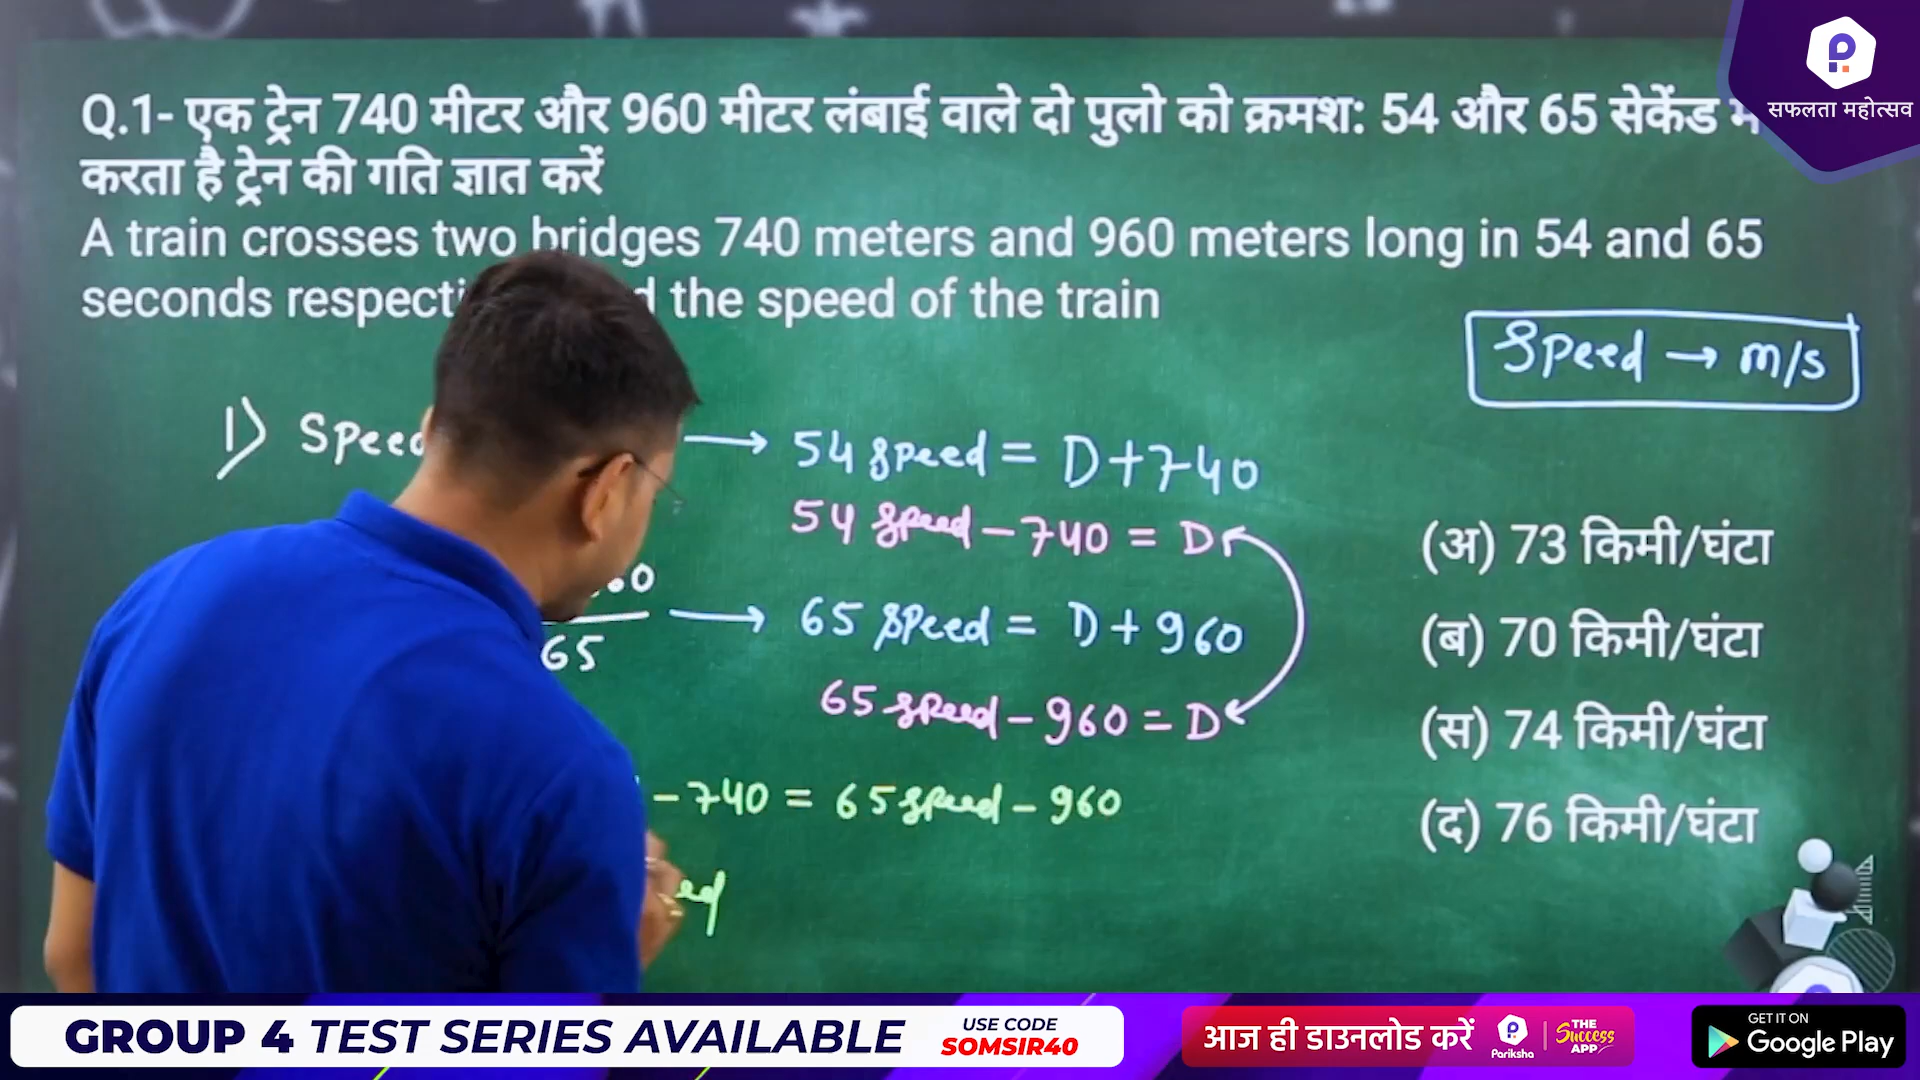 सफलता महोत्सव
Q.1- एक ट्रेन 740 मीटर और 960 मीटर लंबाई वाले दो पुलो को क्रमश: 54 और 65 सेकेंड
करता है ट्रेन की गति ज्ञात करें
A train crosses two bridges 740 meters and 960 meters long in 54 and 65
seconds the speed of the train
Speed → m/s
1) Speed → 54 speed = D+740
54 speed - 740 = D
65 → 65 speed = D + 960
65 speed - 960 = D
- 740 = 65 speed - 960
(अ) 73 किमी/घंटा
(ब) 70 किमी/घंटा
(स) 74 किमी/घंटा
(द) 76 किमी/घंटा
GROUP 4 TEST SERIES AVAILABLE
USE CODE
SOMSIR40
आज ही डाउनलोड करें
Pariksha
THE
Success
APP
GET IT ON
Google Play